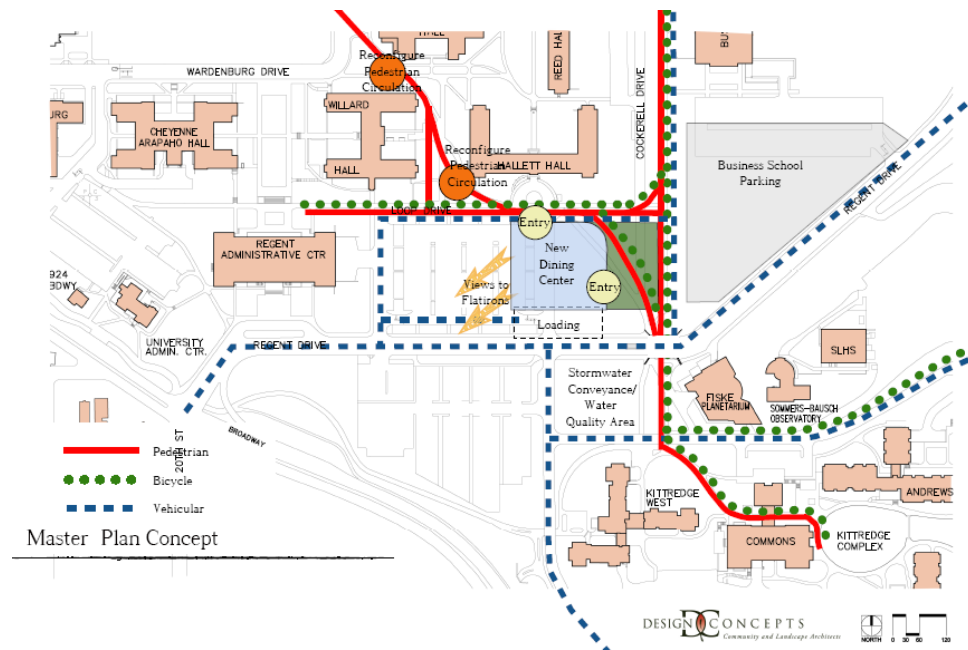 HALL
REED HALL
BUS
Reconfigure
Pedestrian
Circulation
WARDENBURG DRIVE
COCKERELL DRIVE
URG
CHEYENNE
ARAPAHO HALL
WILLARD
HALL
Reconfigure
Pedestrian
Circulation
HALLETT HALL
Business School
Parking
REGENT DRIVE
LOOP DRIVE
Entry
REGENT
ADMINISTRATIVE CTR
New
Dining
Center
Entry
924
BDWY
Views to
Flatirons
Loading
UNIVERSITY
ADMIN. CTR.
REGENT DRIVE
SLHS
Stormwater
Conveyance/
Water
Quality Area
FISKE
PLANETARIUM
SOMMERS-BAUSCH
OBSERVATORY
BROADWAY
20TH ST
Pedestrian
Bicycle
Vehicular
KITTREDGE
WEST
ANDREWS
COMMONS
KITTREDGE
COMPLEX
Master Plan Concept
DESIGN CONCEPTS
Community and Landscape Architects
NORTH
0 30 60 120